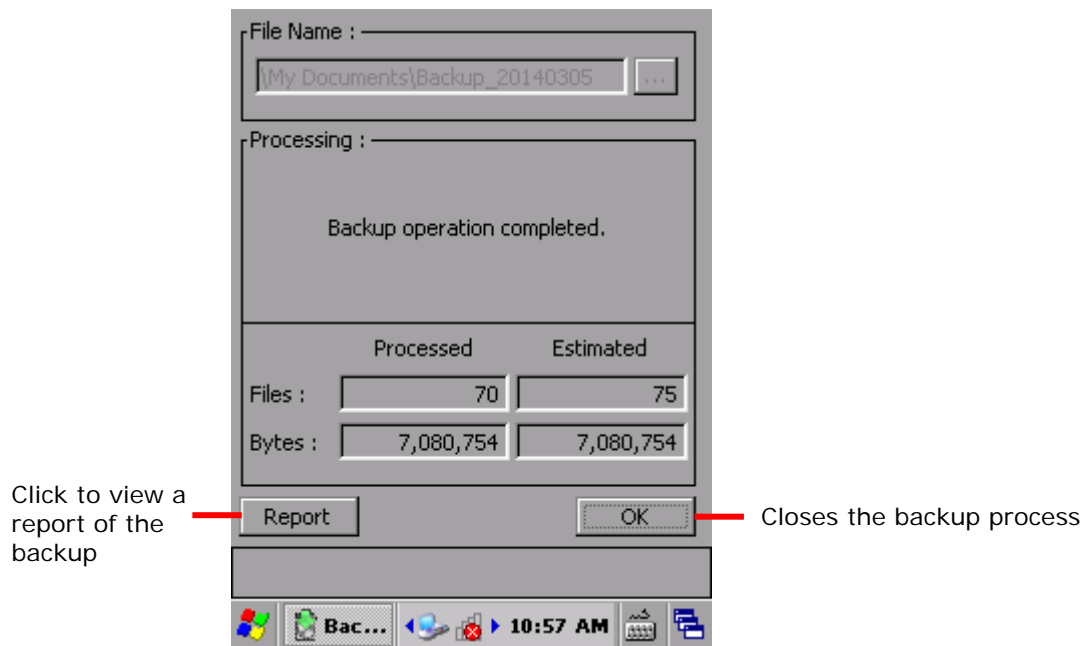 File Name :
\My Documents\Backup_20140305
...
Processing :
Backup operation completed.
Processed Estimated
Files : 70 75
Bytes : 7,080,754 7,080,754
Click to view a
report of the
backup
Report
OK
Closes the backup process
Bac...
10:57 AM